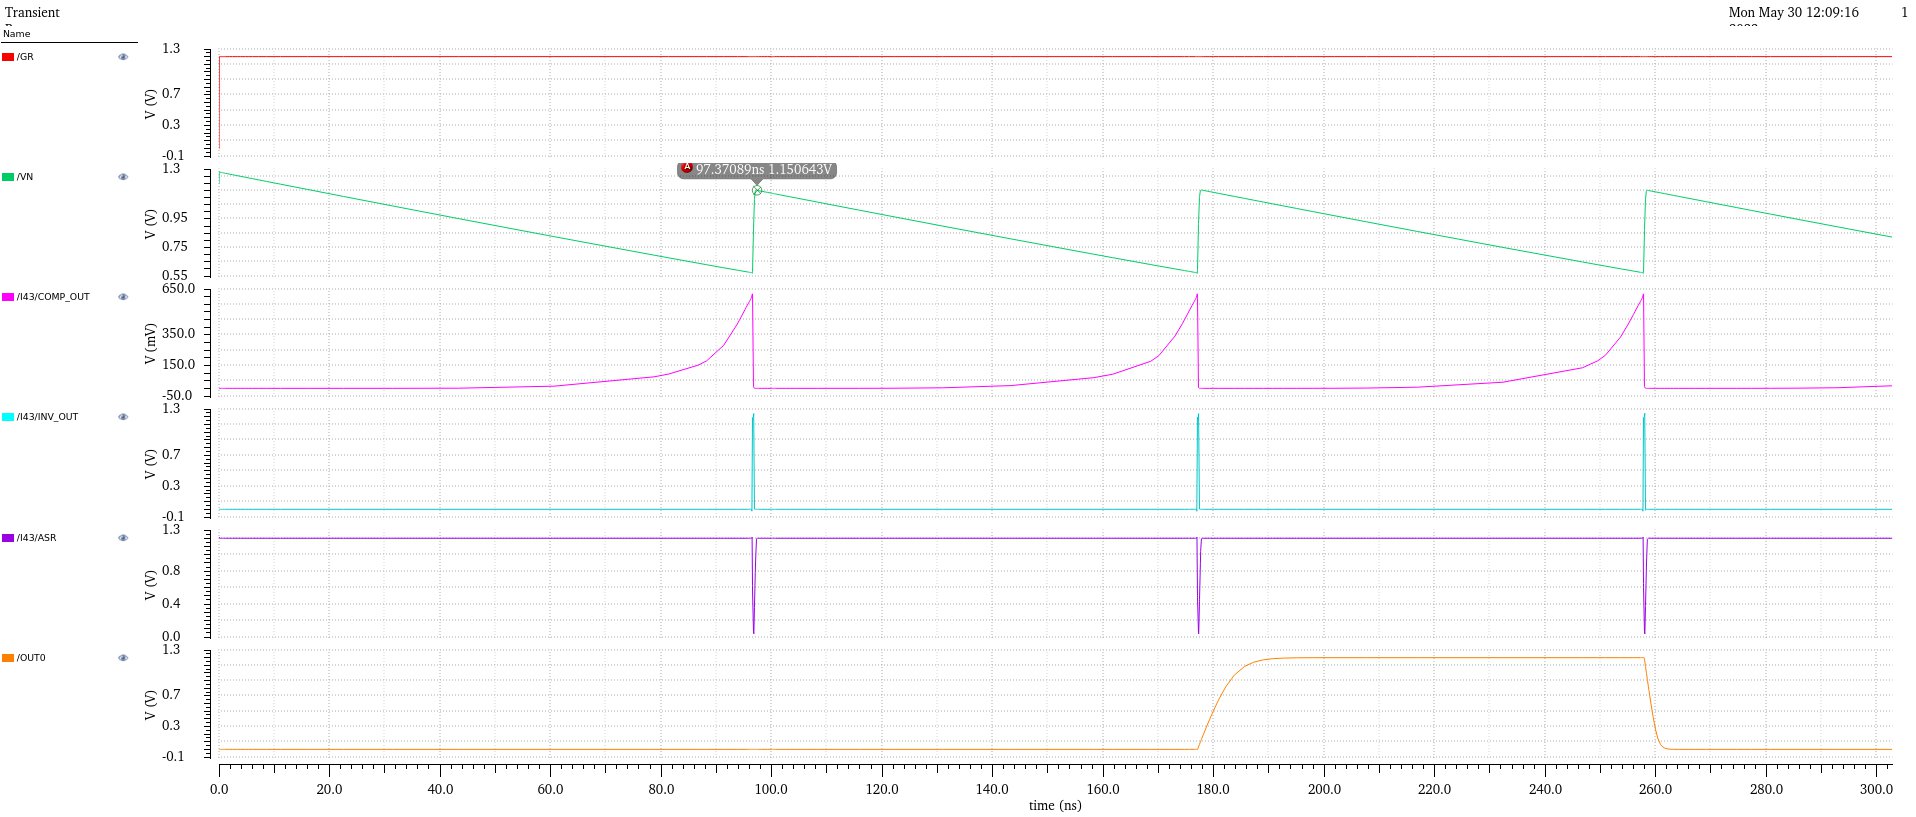 Transient
Mon May 30 12:09:16 1
Name
/GR
1.3
0.7
0.3
-0.1
V (V)
/VN
1.3
0.95
0.75
0.55
V (V)
A 97.37089ns 1.150643V
/I43/COMP_OUT
650.0
350.0
150.0
-50.0
V (mV)
/I43/INV_OUT
1.3
0.7
0.3
-0.1
V (V)
/I43/ASR
1.3
0.8
0.4
0.0
V (V)
/OUT0
1.3
0.7
0.3
-0.1
V (V)
0.0 20.0 40.0 60.0 80.0 100.0 120.0 140.0 160.0 180.0 200.0 220.0 240.0 260.0 280.0 300.0
time (ns)